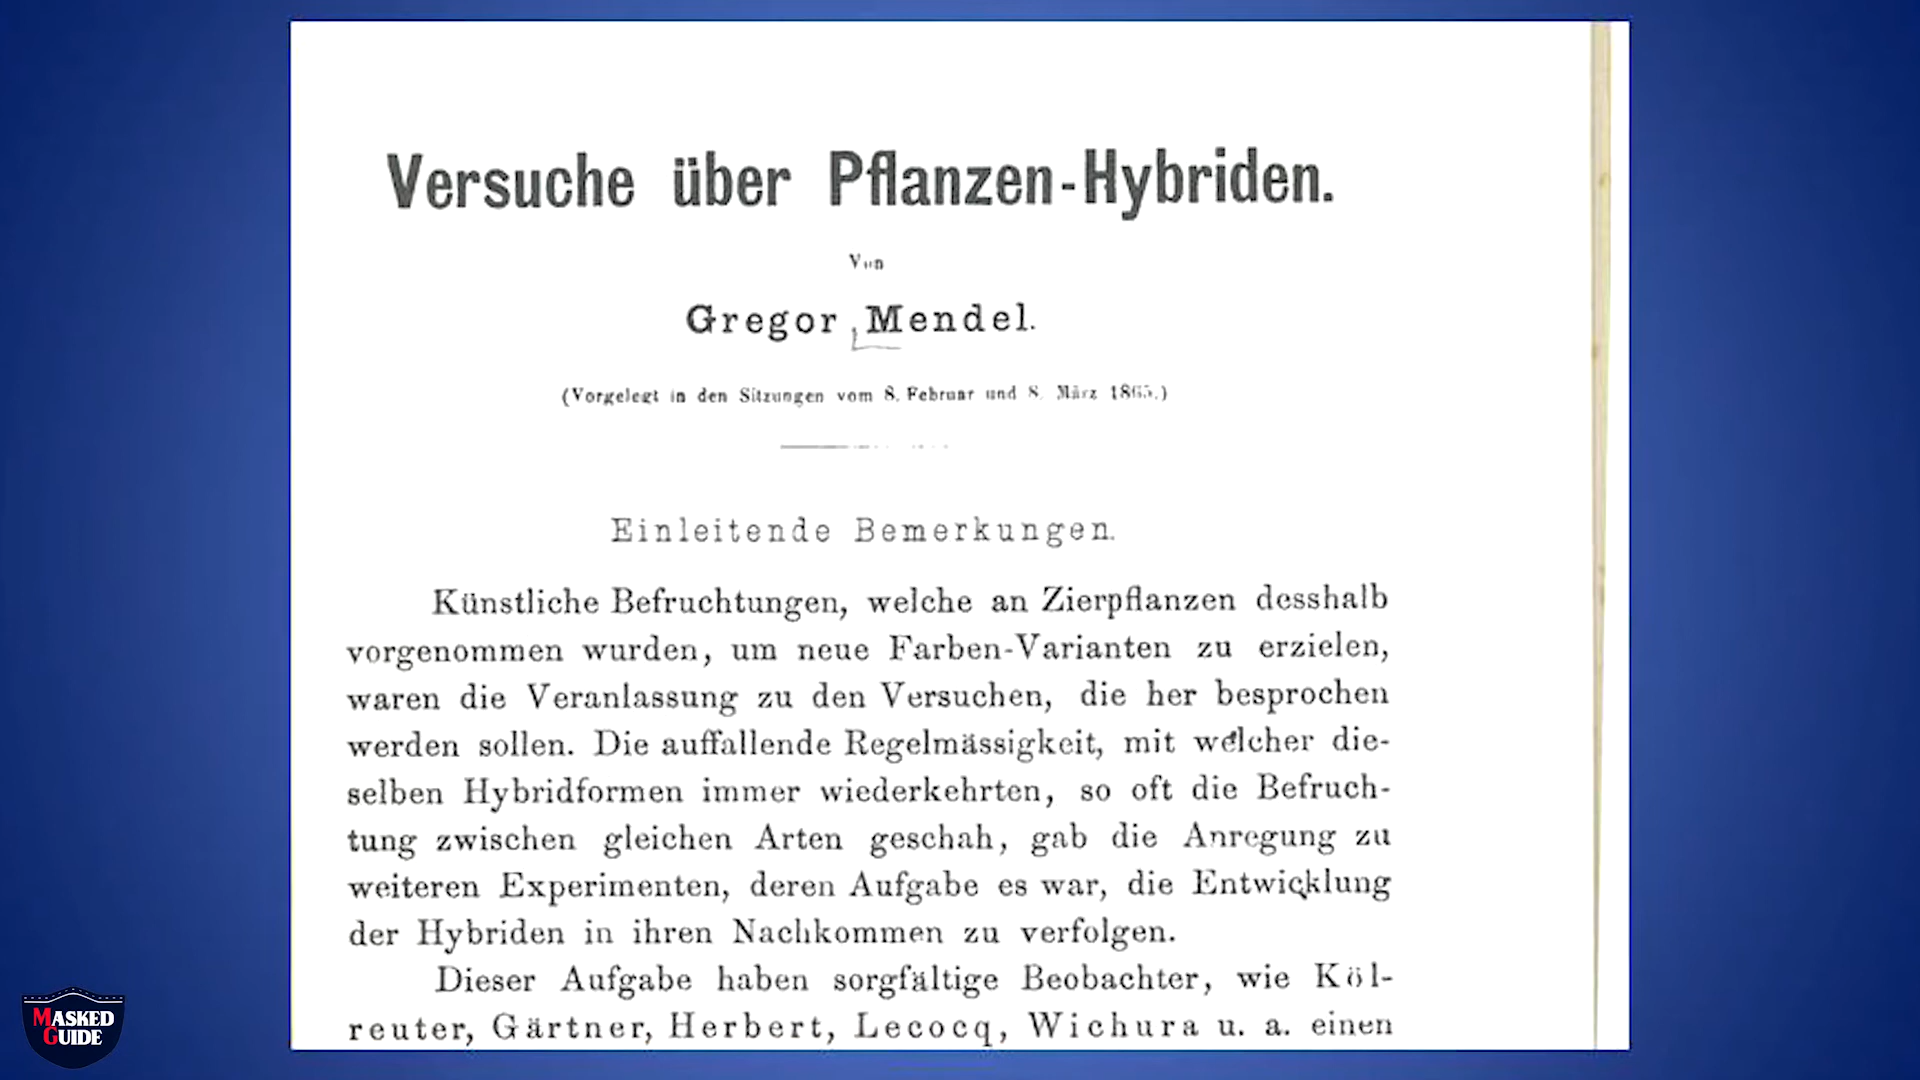 Versuche über Pflanzen-Hybriden.
Von
Gregor Mendel.
(Vorgelegt in den Sitzungen vom 8. Februar und 8. März 1865.)
Einleitende Bemerkungen.
Künstliche Befruchtungen, welche an Zierpflanzen desshalb
vorgenommen wurden, um neue Farben-Varianten zu erzielen,
waren die Veranlassung zu den Versuchen, die her besprochen
werden sollen. Die auffallende Regelmässigkeit, mit welcher die-
selben Hybridformen immer wiederkehrten, so oft die Befruch-
tung zwischen gleichen Arten geschah, gab die Anregung zu
weiteren Experimenten, deren Aufgabe es war, die Entwicklung
der Hybriden in ihren Nachkommen zu verfolgen.
Dieser Aufgabe haben sorgfältige Beobachter, wie Köl-
reuter, Gärtner, Herbert, Lecocq, Wichura u. a. einen
MASKED
GUIDE